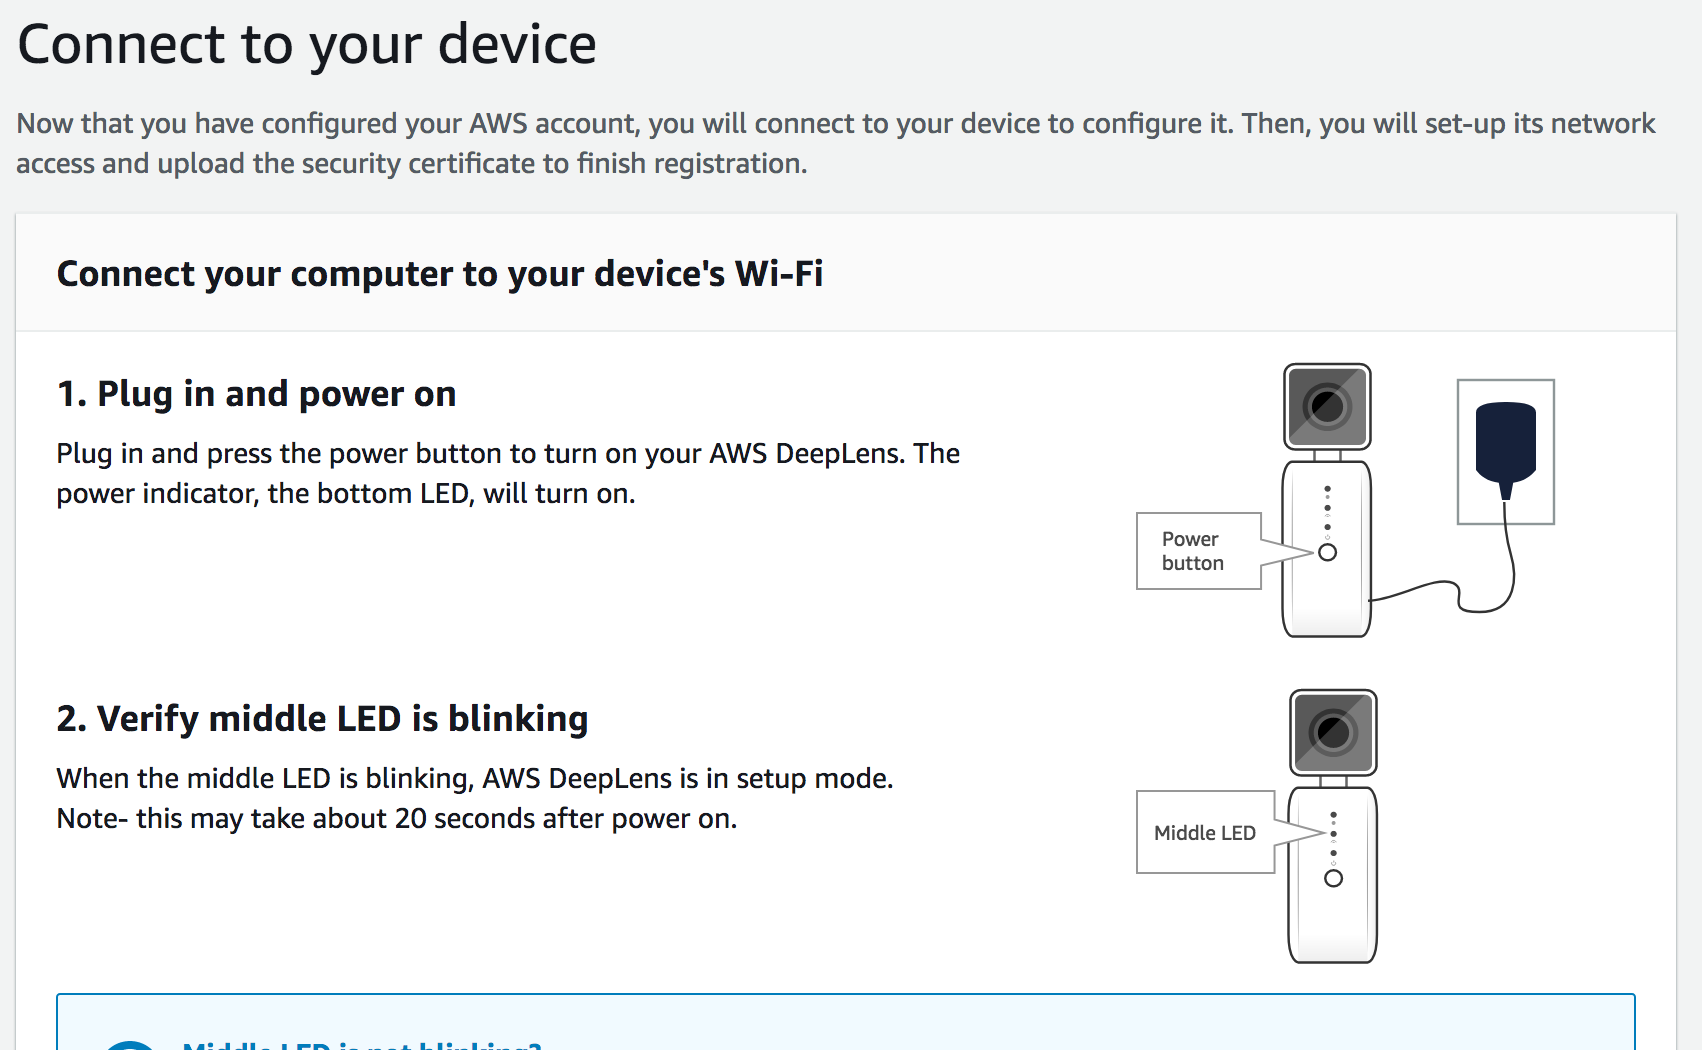 Connect to your device
Now that you have configured your AWS account, you will connect to your device to configure it. Then, you will set-up its network
access and upload the security certificate to finish registration.
Connect your computer to your device's Wi-Fi
1. Plug in and power on
Plug in and press the power button to turn on your AWS DeepLens. The
power indicator, the bottom LED, will turn on.
Power
button
2. Verify middle LED is blinking
When the middle LED is blinking, AWS DeepLens is in setup mode.
Note- this may take about 20 seconds after power on.
Middle LED
Middle LED is not blinking?